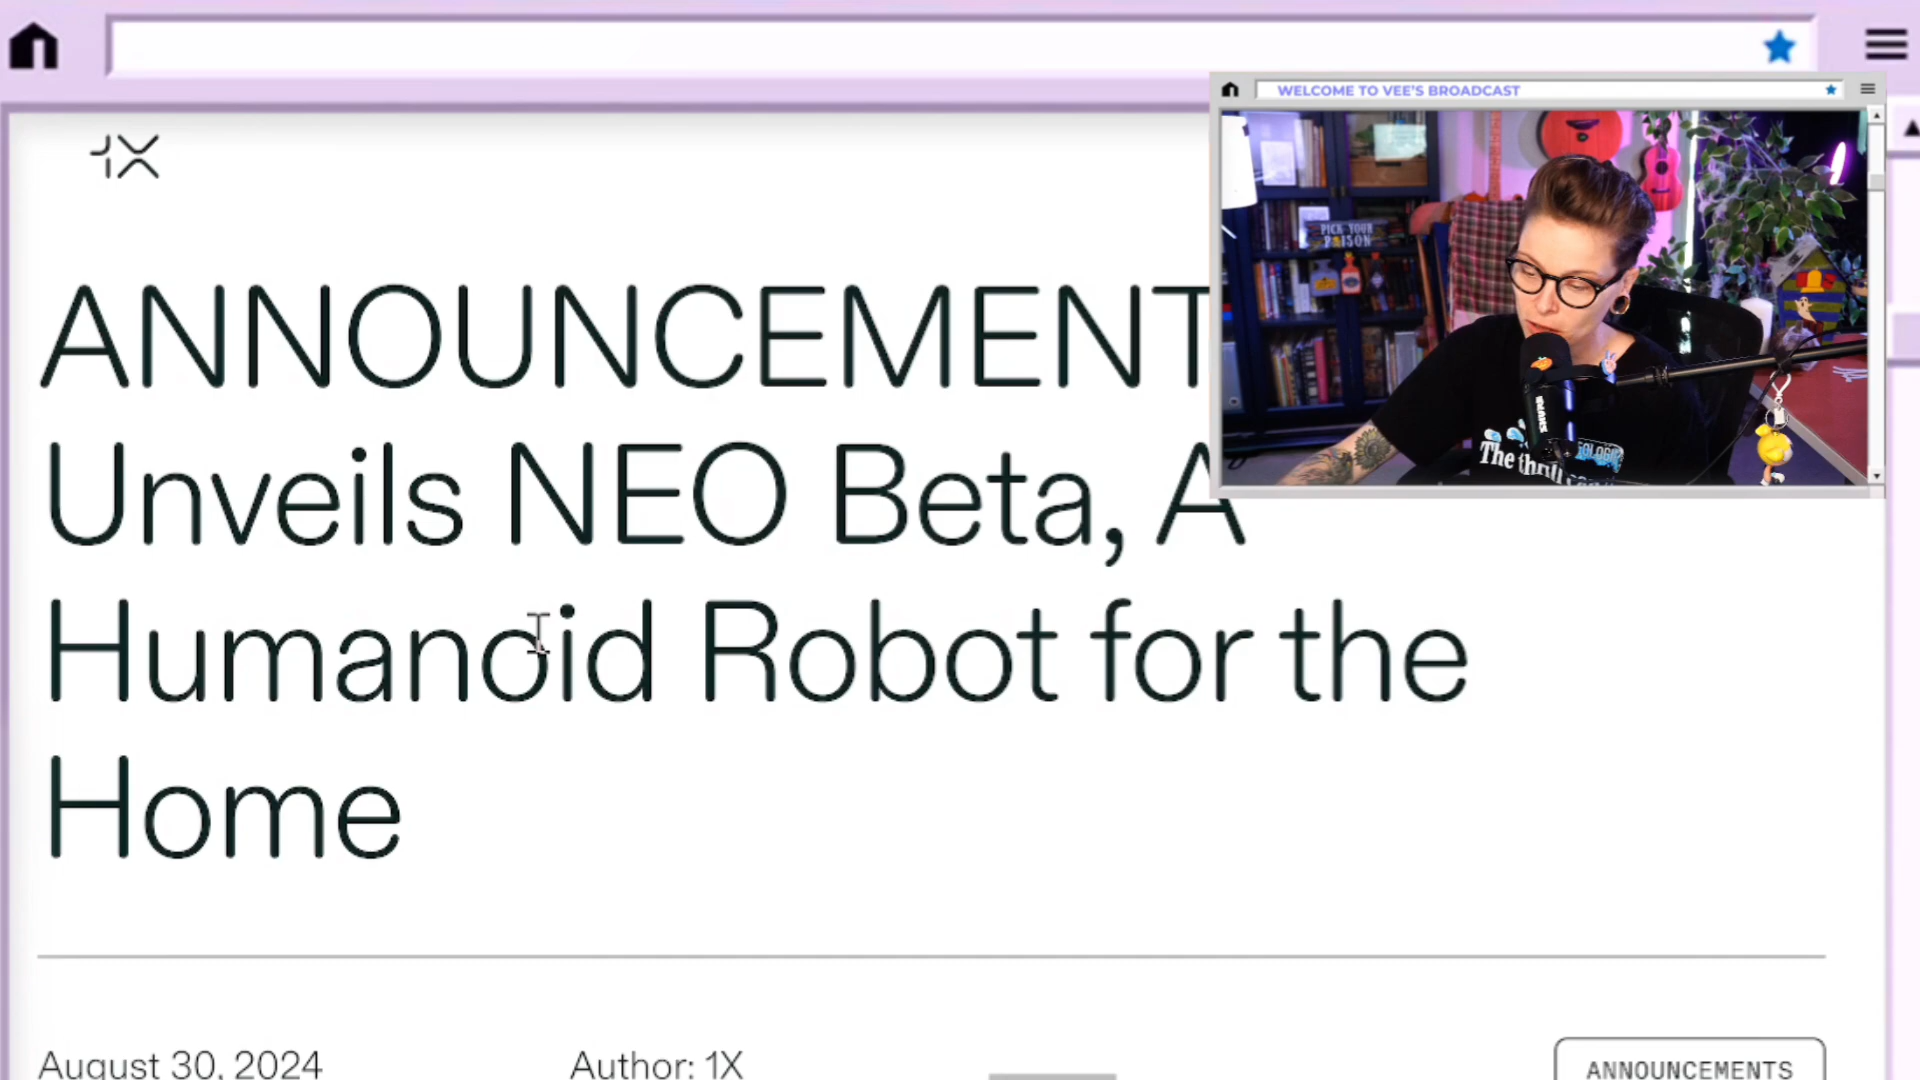 WELCOME TO VEE'S BROADCAST
1X
PICK YOUR
POISON
ANNOUNCEMENT
Unveils NEO Beta, A
Humanoid Robot for the
Home
The thrill
August 30, 2024
Author: 1X
ANNOUNCEMENTS